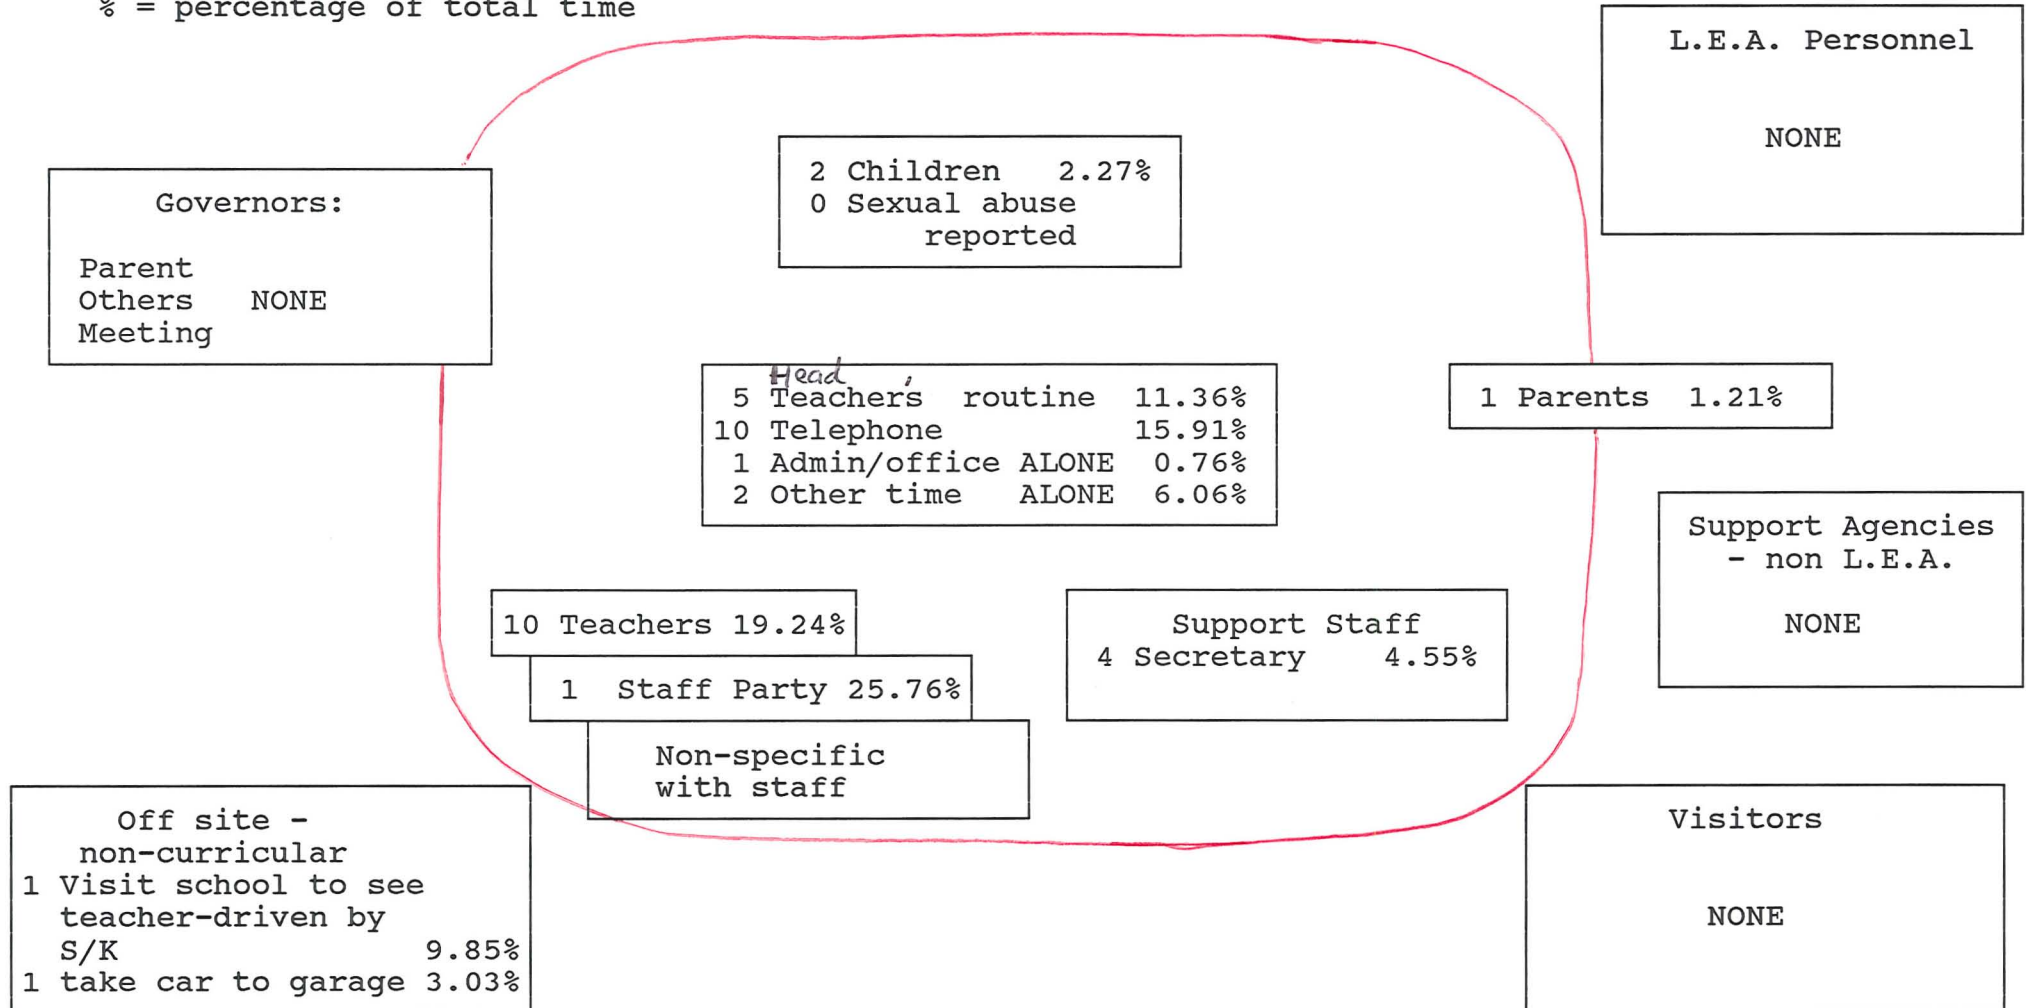 % = percentage of total time
L.E.A. Personnel
NONE
2 Children 2.27%
0 Sexual abuse
reported
Governors:
Parent
Others NONE
Meeting
Head
5 Teacher's routine 11.36%
10 Telephone 15.91%
1 Admin/office ALONE 0.76%
2 Other time ALONE 6.06%
1 Parents 1.21%
Support Agencies
- non L.E.A.
NONE
10 Teachers 19.24%
1 Staff Party 25.76%
Non-specific
with staff
Support Staff
4 Secretary 4.55%
Off site -
non-curricular
1 Visit school to see
teacher-driven by
S/K 9.85%
1 take car to garage 3.03%
Visitors
NONE